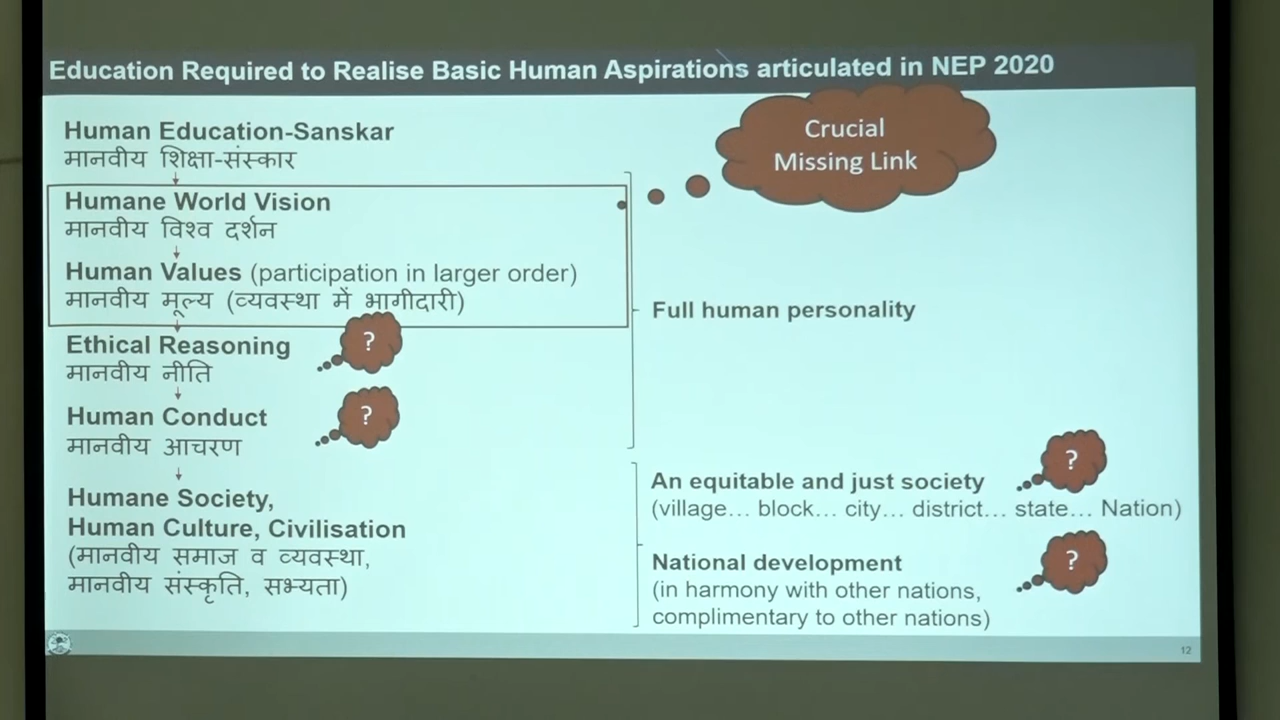 Education Required to Realise Basic Human Aspirations articulated in NEP 2020
Human Education-Sanskar
मानवीय शिक्षा-संस्कार
Humane World Vision
मानवीय विश्व दर्शन
Human Values (participation in larger order)
मानवीय मूल्य (व्यवस्था में भागीदारी)
Ethical Reasoning
मानवीय नीति
?
Human Conduct
मानवीय आचरण
?
Humane Society,
Human Culture, Civilisation
(मानवीय समाज व व्यवस्था,
मानवीय संस्कृति, सभ्यता)
Crucial
Missing Link
Full human personality
An equitable and just society
?
(village... block... city... district... state... Nation)
National development
?
(in harmony with other nations,
complimentary to other nations)
12